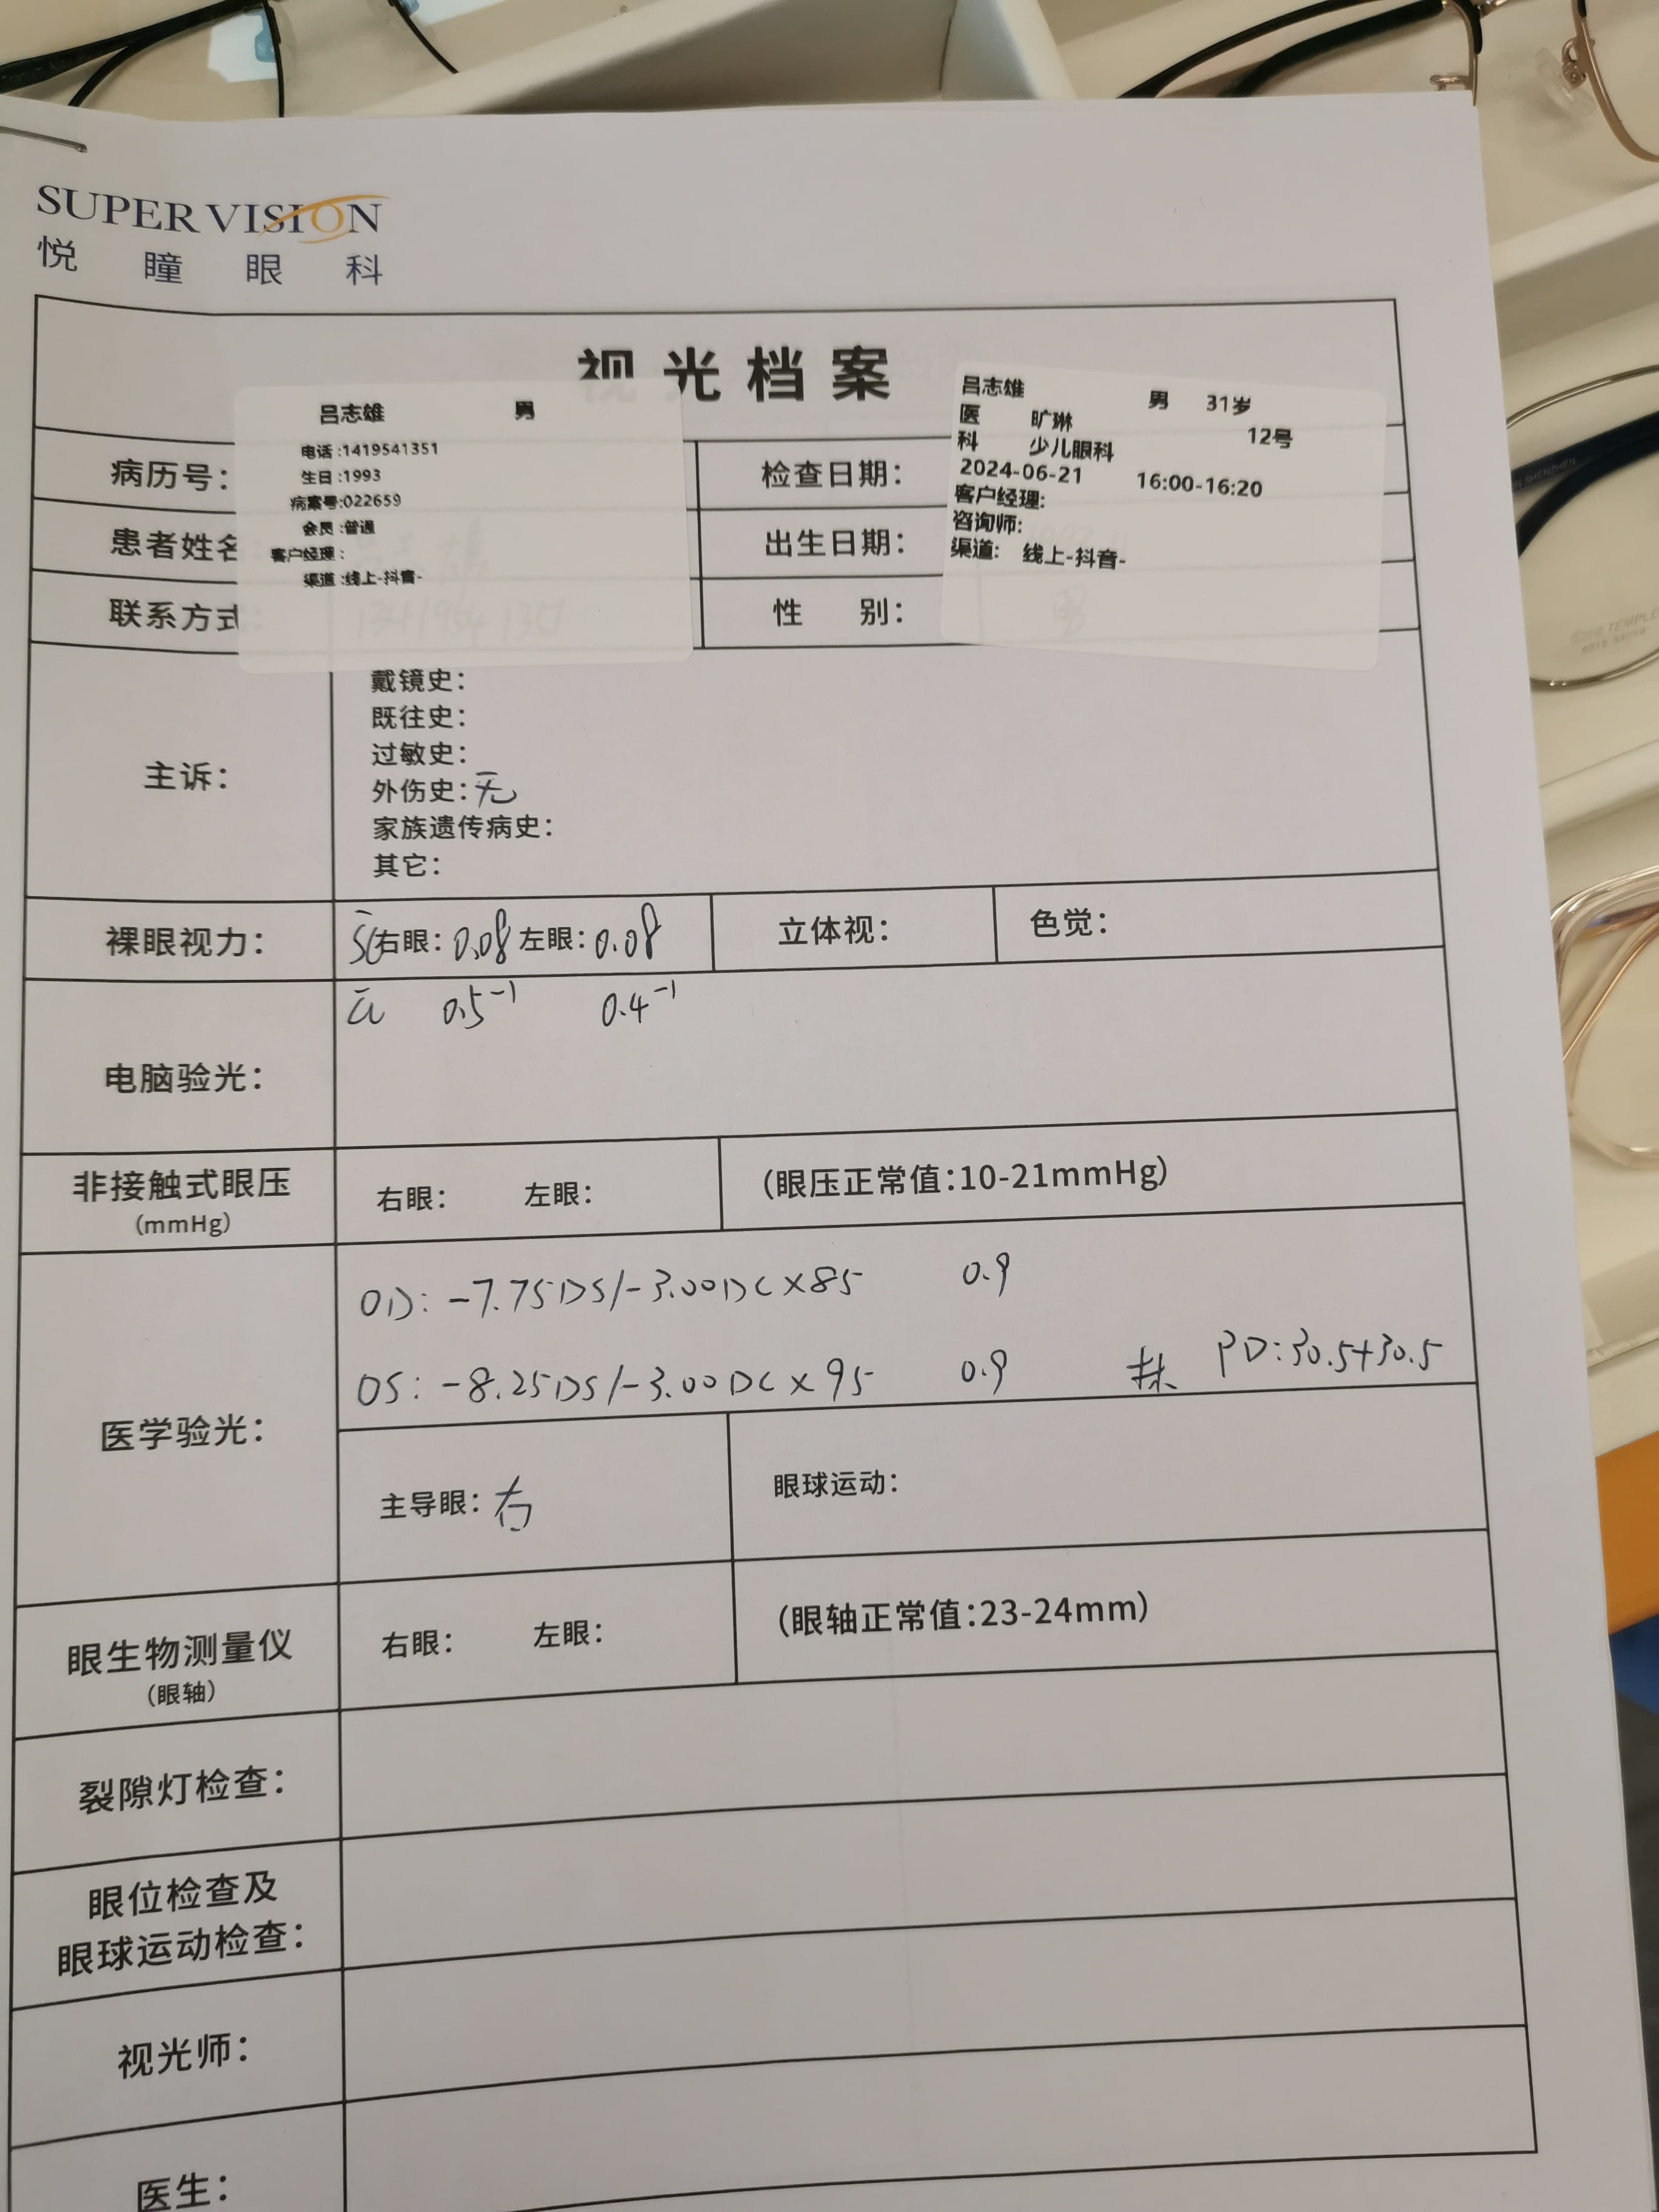 SUPER VISION
悦瞳眼科
视光档案
吕志雄 男
电话:1419541351
生日:1993
病案号:022659
会员:普通
客户经理:
渠道:线上-抖音-
吕志雄 男 31岁
医 旷琳 12号
科 少儿眼科
2024-06-21 16:00-16:20
客户经理:
咨询师:
渠道: 线上-抖音-
病历号: 检查日期:
患者姓名 出生日期:
联系方式 性 别:
主诉:
戴镜史:
既往史:
过敏史:
外伤史:无
家族遗传病史:
其它:
裸眼视力: 右眼:0.08 左眼:0.08 立体视: 色觉:
0.5⁻¹ 0.4⁻¹
电脑验光:
非接触式眼压
(mmHg)
右眼: 左眼: (眼压正常值:10-21mmHg)
医学验光:
OD: -7.75DS/-3.00DC×85 0.9
OS: -8.25DS/-3.00DC×95 0.9 PD:30.5+30.5
主导眼:右 眼球运动:
眼生物测量仪
(眼轴)
右眼: 左眼: (眼轴正常值:23-24mm)
裂隙灯检查:
眼位检查及
眼球运动检查:
视光师:
医生: